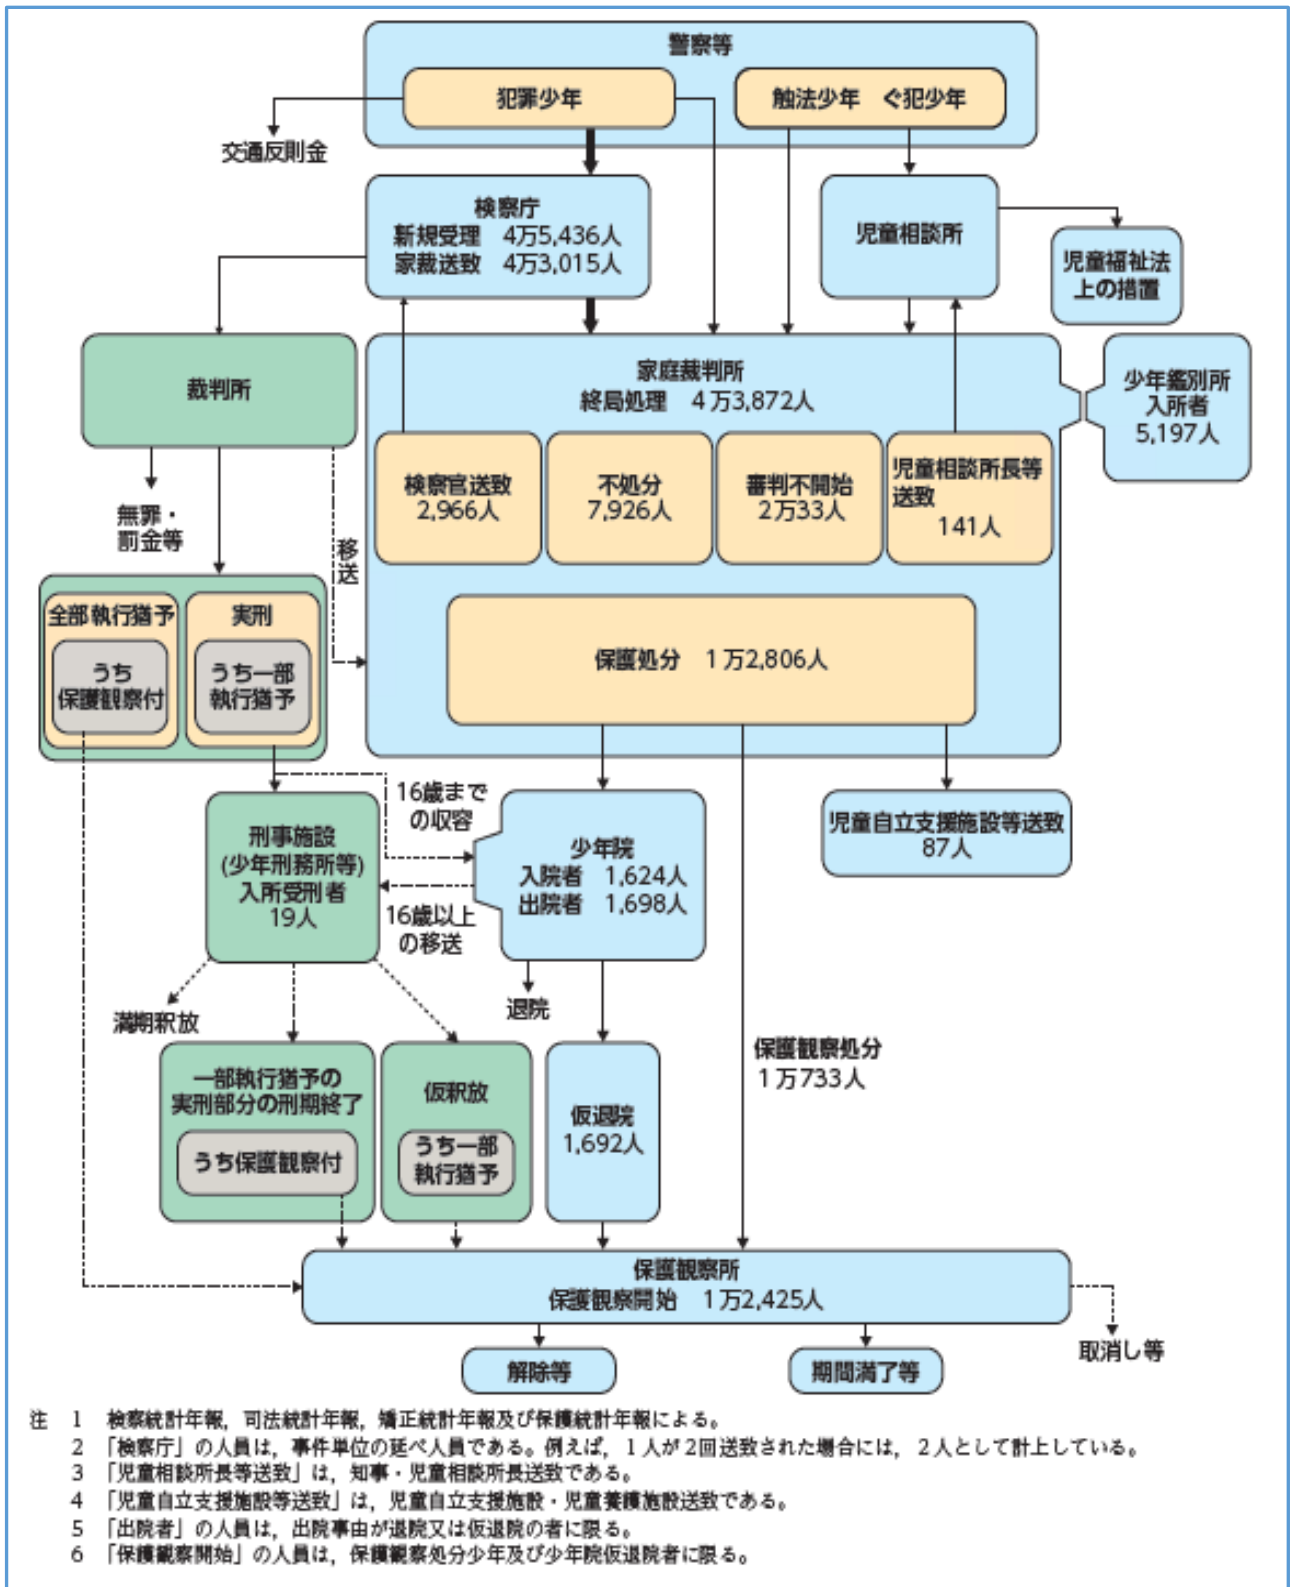 警察等
犯罪少年
触法少年　ぐ犯少年
交通反則金
検察庁
新規受理　4万5,436人
家裁送致　4万3,015人
児童相談所
児童福祉法
上の措置
裁判所
家庭裁判所
終局処理　4万3,872人
少年鑑別所
入所者
5,197人
検察官送致
2,966人
不処分
7,926人
審判不開始
2万33人
児童相談所長等
送致
141人
無罪・
罰金等
移送
全部執行猶予
うち
保護観察付
実刑
うち一部
執行猶予
保護処分　1万2,806人
16歳まで
の収容
刑事施設
(少年刑務所等)
入所受刑者
19人
少年院
入院者　1,624人
出院者　1,698人
児童自立支援施設等送致
87人
16歳以上
の移送
満期釈放
退院
保護観察処分
1万733人
一部執行猶予の
実刑部分の刑期終了
うち保護観察付
仮釈放
うち一部
執行猶予
仮退院
1,692人
保護観察所
保護観察開始　1万2,425人
取消し等
解除等
期間満了等
注　1　検察統計年報，司法統計年報，矯正統計年報及び保護統計年報による。
2　「検察庁」の人員は，事件単位の延べ人員である。例えば，1人が2回送致された場合には，2人として計上している。
3　「児童相談所長等送致」は，知事・児童相談所長送致である。
4　「児童自立支援施設等送致」は，児童自立支援施設・児童養護施設送致である。
5　「出院者」の人員は，出院事由が退院又は仮退院の者に限る。
6　「保護観察開始」の人員は，保護観察処分少年及び少年院仮退院者に限る。